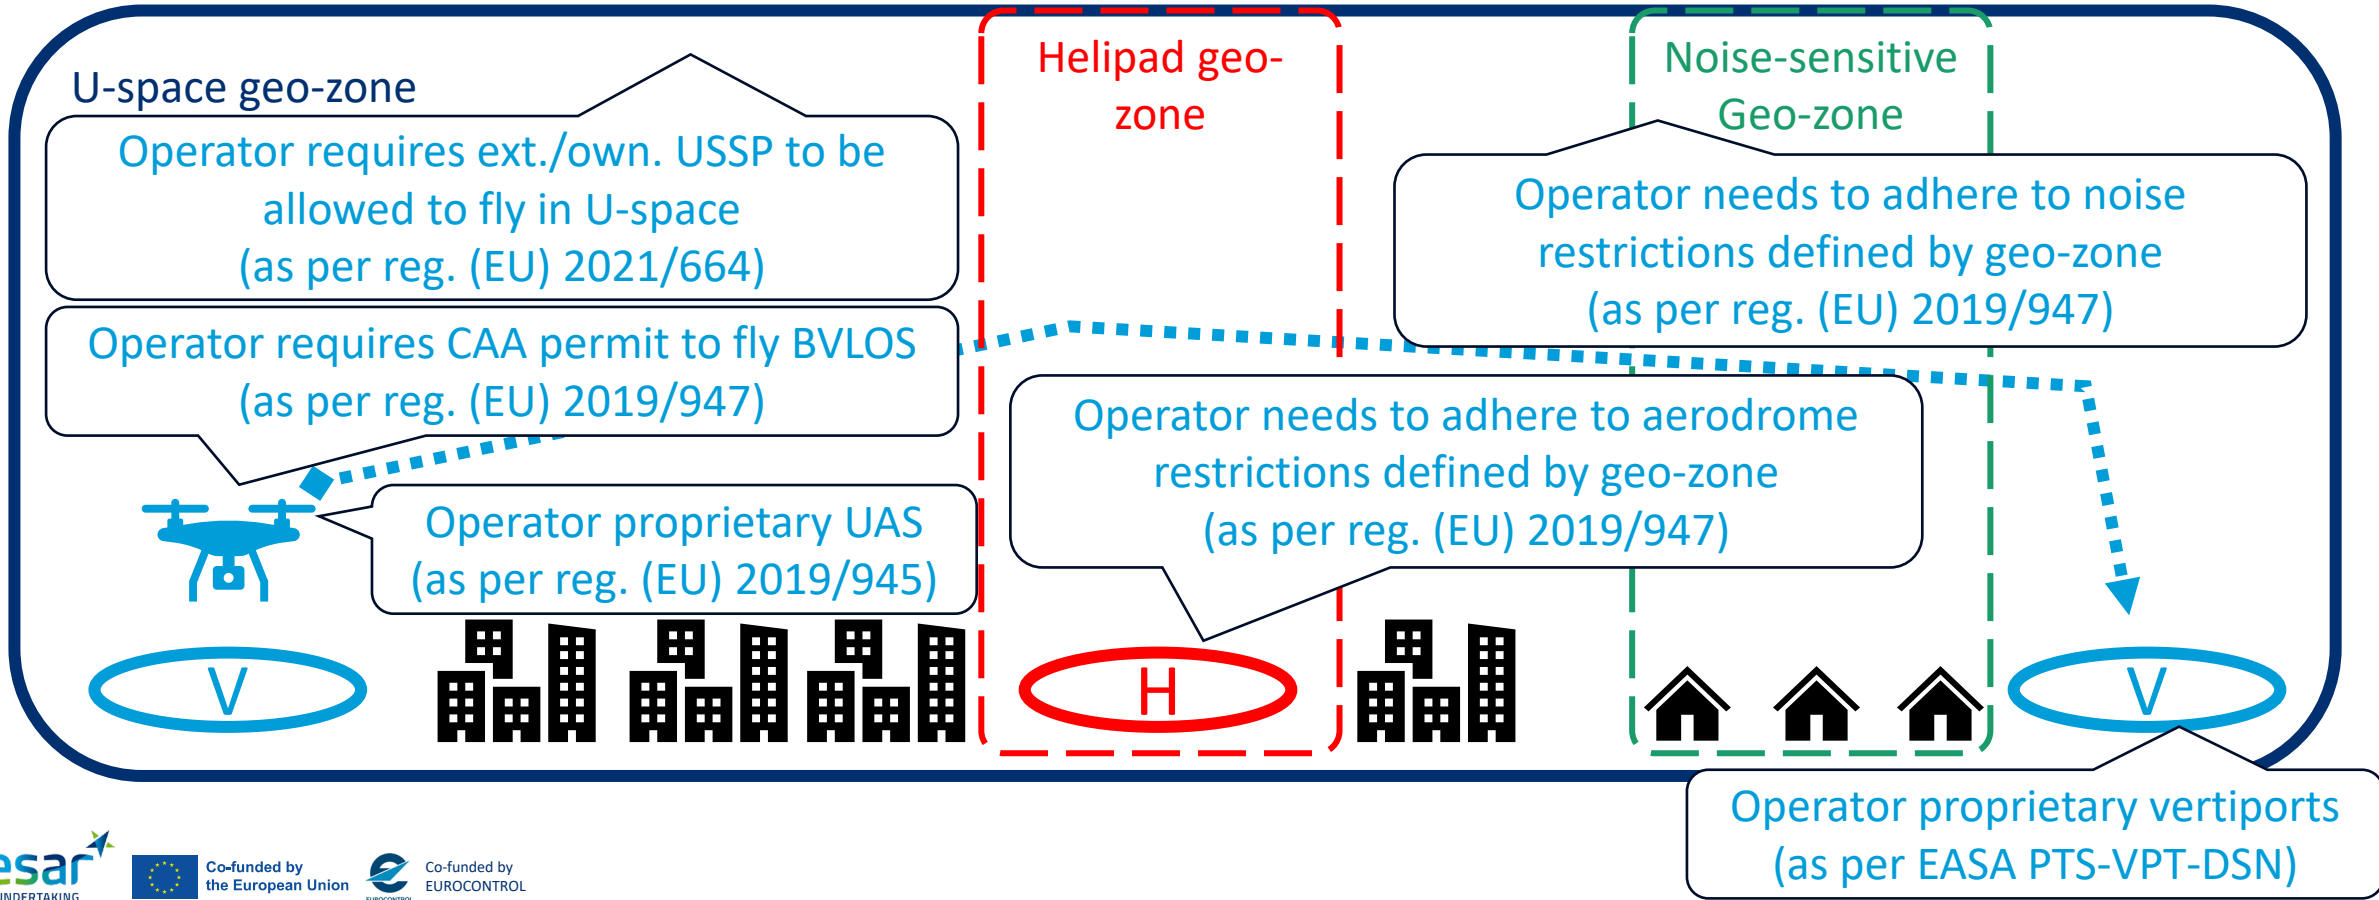 U-space geo-zone
Helipad geo-
zone
Noise-sensitive
Geo-zone
Operator requires ext./own. USSP to be
allowed to fly in U-space
(as per reg. (EU) 2021/664)
Operator needs to adhere to noise
restrictions defined by geo-zone
(as per reg. (EU) 2019/947)
Operator requires CAA permit to fly BVLOS
(as per reg. (EU) 2019/947)
Operator needs to adhere to aerodrome
restrictions defined by geo-zone
(as per reg. (EU) 2019/947)
Operator proprietary UAS
(as per reg. (EU) 2019/945)
V
H
V
Operator proprietary vertiports
(as per EASA PTS-VPT-DSN)
esar
UNDERTAKING
Co-funded by
the European Union
EUROCONTROL
Co-funded by
EUROCONTROL